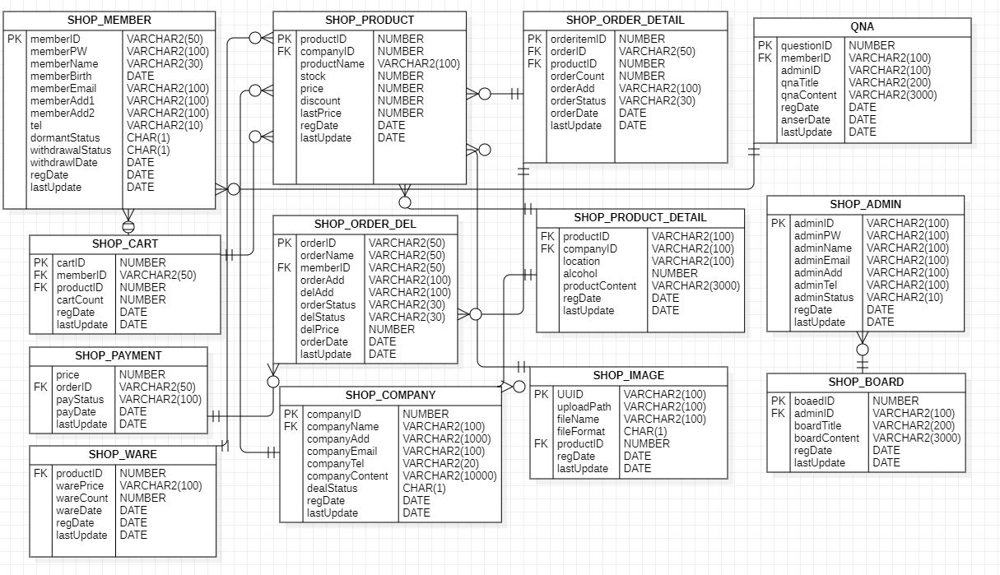 SHOP_MEMBER
PK memberID VARCHAR2(50)
memberPW VARCHAR2(100)
memberName VARCHAR2(30)
memberBirth DATE
memberEmail VARCHAR2(100)
memberAdd1 VARCHAR2(100)
memberAdd2 VARCHAR2(100)
tel VARCHAR2(10)
dormantStatus CHAR(1)
withdrawalStatus CHAR(1)
withdrawlDate DATE
regDate DATE
lastUpdate DATE
SHOP_PRODUCT
PK productID NUMBER
FK companyID NUMBER
productName VARCHAR2(100)
stock NUMBER
price NUMBER
discount NUMBER
lastPrice NUMBER
regDate DATE
lastUpdate DATE
SHOP_ORDER_DETAIL
PK orderitemID NUMBER
FK orderID VARCHAR2(50)
FK productID NUMBER
orderCount NUMBER
orderAdd VARCHAR2(100)
orderStatus VARCHAR2(30)
orderDate DATE
lastUpdate DATE
QNA
PK questionID NUMBER
FK memberID VARCHAR2(100)
adminID VARCHAR2(100)
qnaTitle VARCHAR2(200)
qnaContent VARCHAR2(3000)
regDate DATE
anserDate DATE
lastUpdate DATE
SHOP_CART
PK cartID NUMBER
FK memberID VARCHAR2(50)
FK productID NUMBER
cartCount NUMBER
regDate DATE
lastUpdate DATE
SHOP_ORDER_DEL
PK orderID VARCHAR2(50)
orderName VARCHAR2(50)
FK memberID VARCHAR2(50)
orderAdd VARCHAR2(100)
delAdd VARCHAR2(100)
orderStatus VARCHAR2(30)
delStatus VARCHAR2(30)
delPrice NUMBER
orderDate DATE
lastUpdate DATE
SHOP_PRODUCT_DETAIL
FK productID VARCHAR2(100)
FK companyID VARCHAR2(100)
location VARCHAR2(100)
alcohol NUMBER
productContent VARCHAR2(3000)
regDate DATE
lastUpdate DATE
SHOP_ADMIN
PK adminID VARCHAR2(100)
adminPW VARCHAR2(100)
adminName VARCHAR2(100)
adminEmail VARCHAR2(100)
adminAdd VARCHAR2(100)
adminTel VARCHAR2(100)
adminStatus VARCHAR2(10)
regDate DATE
lastUpdate DATE
SHOP_PAYMENT
price NUMBER
FK orderID VARCHAR2(50)
payStatus VARCHAR2(100)
payDate DATE
lastUpdate DATE
SHOP_COMPANY
PK companyID NUMBER
FK companyName VARCHAR2(100)
companyAdd VARCHAR2(1000)
companyEmail VARCHAR2(100)
companyTel VARCHAR2(20)
companyContent VARCHAR2(10000)
dealStatus CHAR(1)
regDate DATE
lastUpdate DATE
SHOP_IMAGE
PK UUID VARCHAR2(100)
uploadPath VARCHAR2(100)
fileName VARCHAR2(100)
fileFormat CHAR(1)
FK productID NUMBER
regDate DATE
lastUpdate DATE
SHOP_BOARD
PK boaedID NUMBER
FK adminID VARCHAR2(100)
boardTitle VARCHAR2(200)
boardContent VARCHAR2(3000)
regDate DATE
lastUpdate DATE
SHOP_WARE
FK productID NUMBER
warePrice VARCHAR2(100)
wareCount NUMBER
wareDate DATE
regDate DATE
lastUpdate DATE